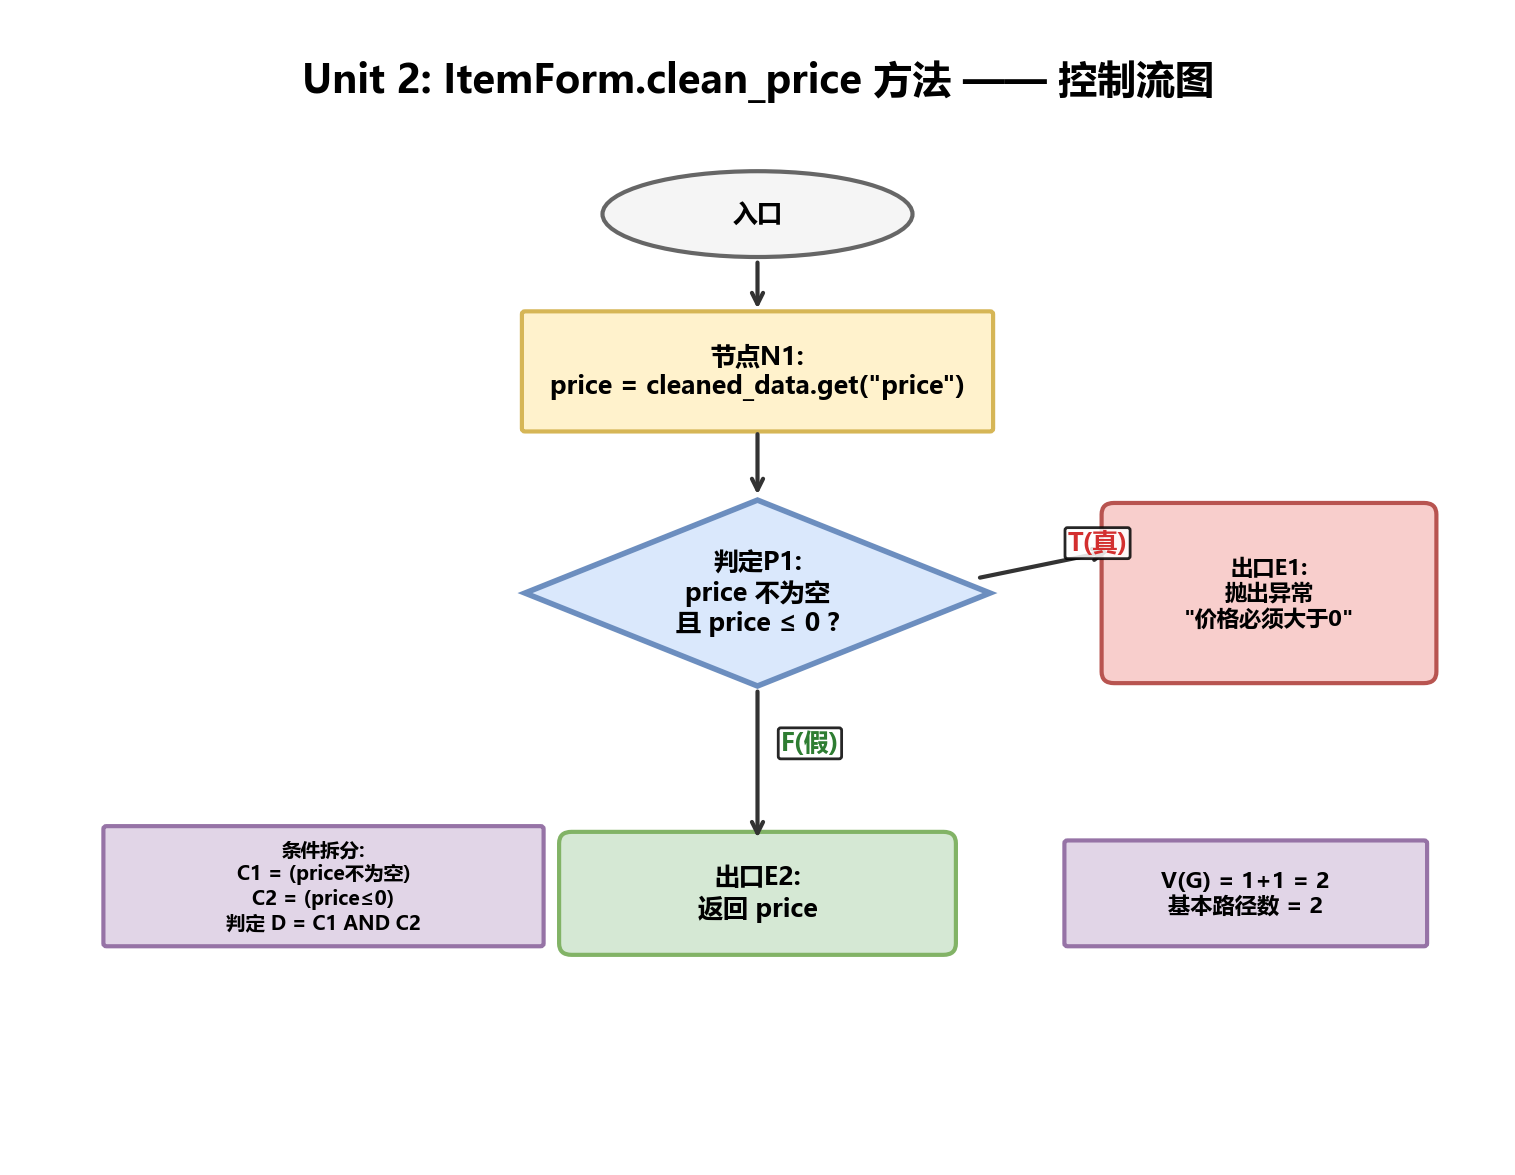 Unit 2: ItemForm.clean_price 方法 —— 控制流图
入口
节点N1:
price = cleaned_data.get("price")
判定P1:
price 不为空
且 price ≤ 0 ?
T(真)
出口E1:
抛出异常
"价格必须大于0"
F(假)
条件拆分:
C1 = (price不为空)
C2 = (price≤0)
判定 D = C1 AND C2
出口E2:
返回 price
V(G) = 1+1 = 2
基本路径数 = 2